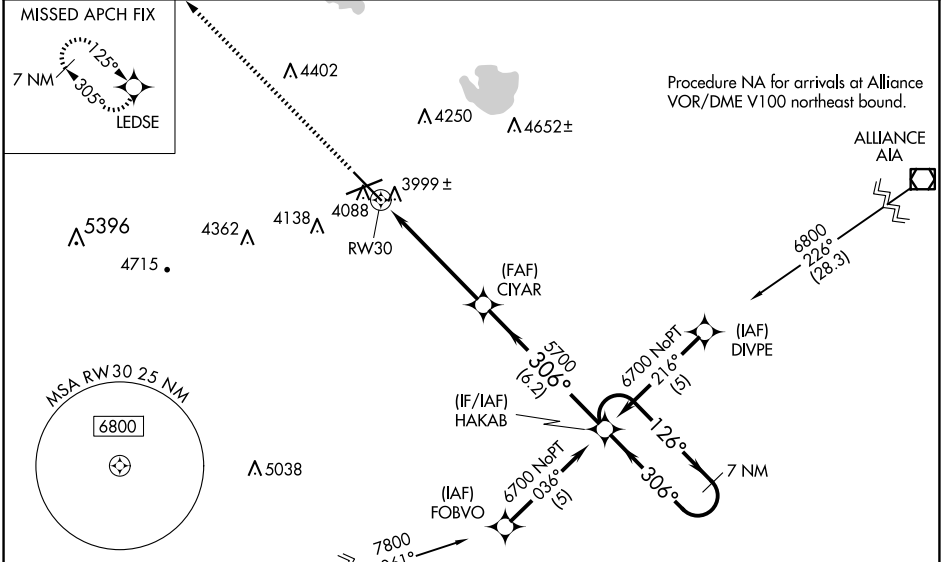 MISSED APCH FIX
125°
7 NM
305°
LEDSE
4402
4250
4652±
Procedure NA for arrivals at Alliance
VOR/DME V100 northeast bound.
ALLIANCE
AIA
3999±
4088
4138
4362
5396
4715
RW30
6800
226°
(28.3)
(FAF)
CIYAR
(IAF)
DIVPE
6700 NoPT
216°
(5)
5700
306°
(6.2)
(IF/IAF)
HAKAB
126°
306°
7 NM
MSA RW30 25 NM
6800
5038
6700 NoPT
036°
(5)
(IAF)
FOBVO
7800